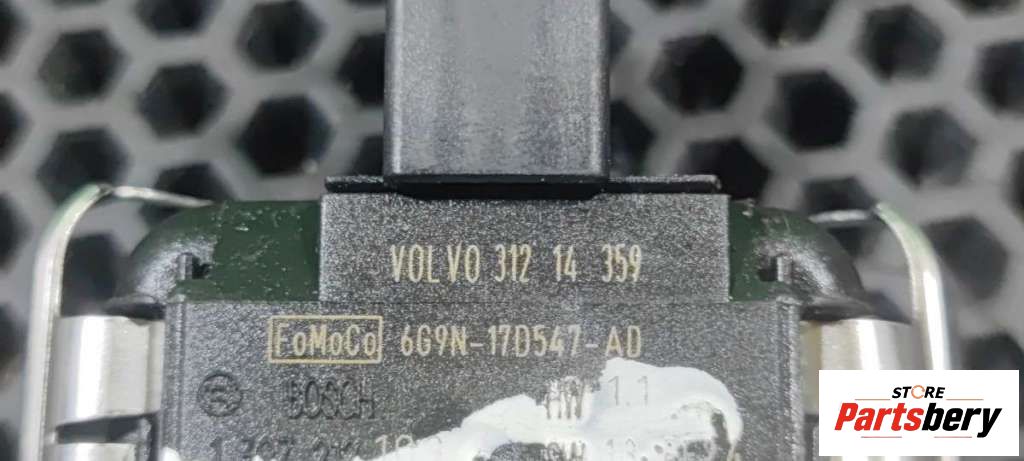 VOLVO 312 14 359
FoMoCo 6G9N-17D547-AD
BOSCH HW 1.1
STORE
Partsbery